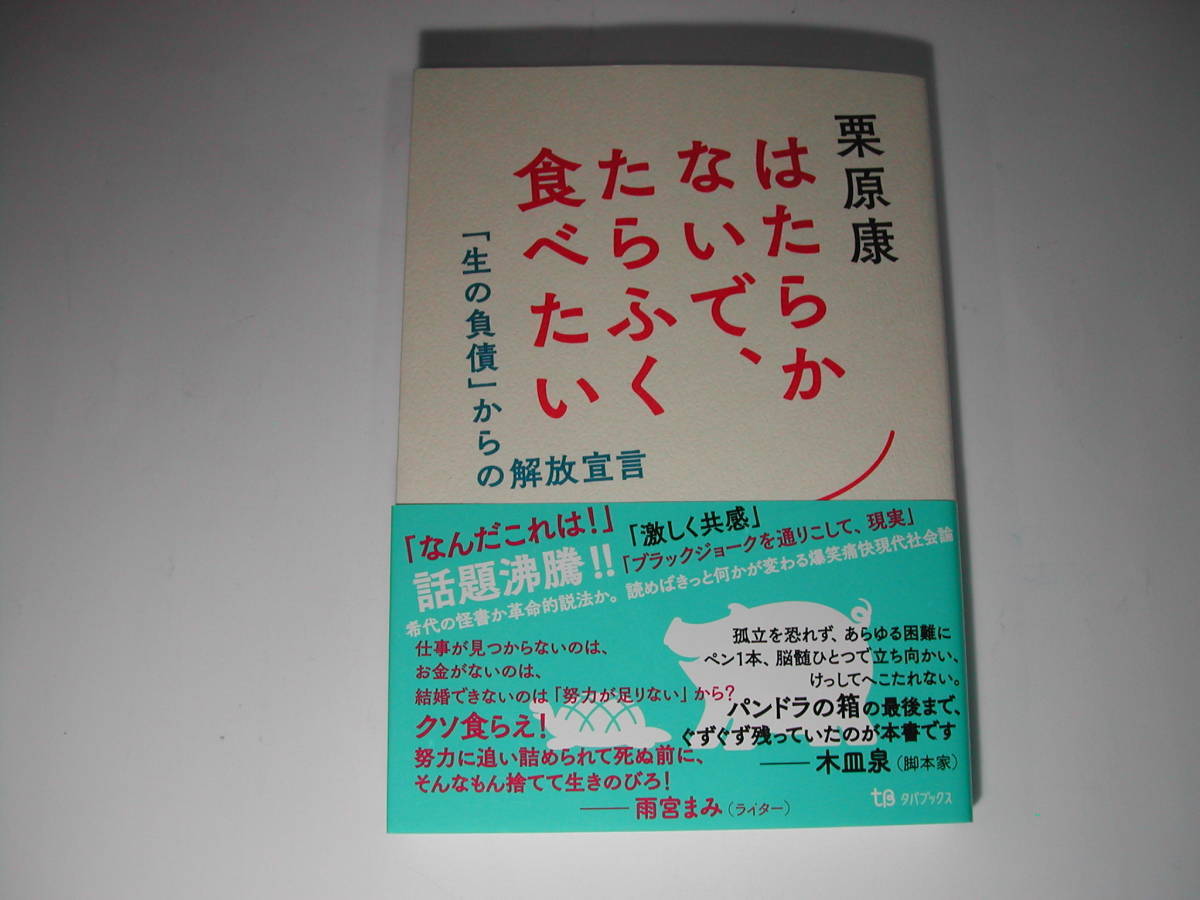 栗原康
はたらか
ないで、
たらふく
食べたい
「生の負債」からの
解放宣言
「なんだこれは!」
「激しく共感」
話題沸騰!!
「ブラックジョークを通りこして、現実」
希代の怪書か革命的説法か。読めばきっと何かが変わる爆笑痛快現代社会論
仕事が見つからないのは、
お金がないのは、
結婚できないのは「努力が足りない」から?
クソ食らえ!
努力に追い詰められて死ぬ前に、
そんなもん捨てて生きのびろ!
——雨宮まみ(ライター)
孤立を恐れず、あらゆる困難に
ペン1本、脳髄ひとつで立ち向かい、
けっしてへこたれない。
パンドラの箱の最後まで、
ぐずぐず残っていたのが本書です
——木皿泉(脚本家)
tB タバブックス